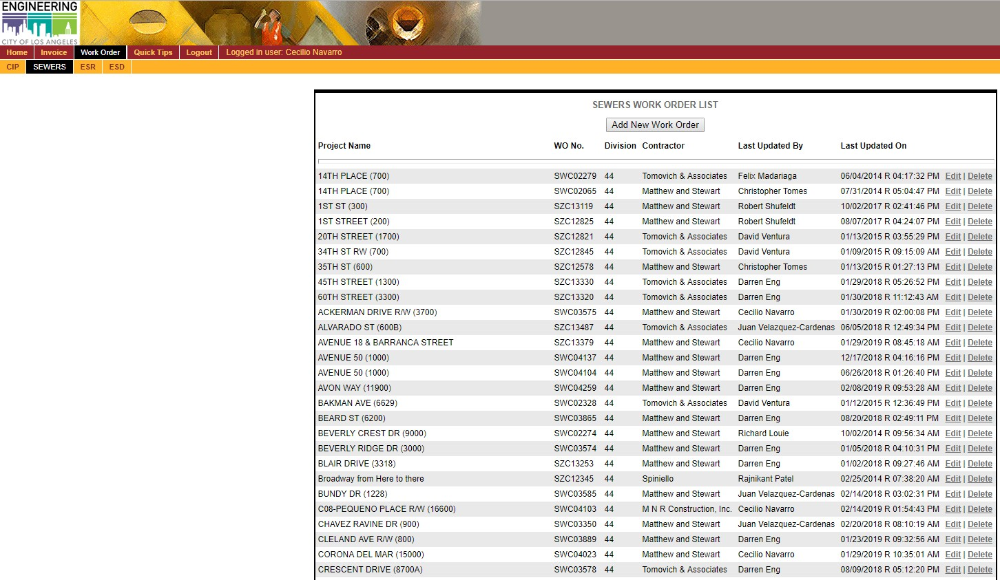 ENGINEERING
CITY OF LOS ANGELES
Home Invoice Work Order Quick Tips Logout Logged in user: Cecilio Navarro
CIP SEWERS ESR ESD
SEWERS WORK ORDER LIST
Add New Work Order
Project Name WO No. Division Contractor Last Updated By Last Updated On
14TH PLACE (700) SWC02279 44 Tomovich & Associates Felix Madariaga 06/04/2014 R 04:17:32 PM Edit | Delete
14TH PLACE (700) SWC02065 44 Matthew and Stewart Christopher Tomes 07/31/2014 R 05:04:47 PM Edit | Delete
1ST ST (300) SZC13119 44 Matthew and Stewart Robert Shufeldt 10/02/2017 R 02:41:46 PM Edit | Delete
1ST STREET (200) SZC12825 44 Matthew and Stewart Robert Shufeldt 08/07/2017 R 04:24:07 PM Edit | Delete
20TH STREET (1700) SZC12821 44 Tomovich & Associates David Ventura 01/13/2015 R 03:55:29 PM Edit | Delete
34TH ST RW (700) SZC12845 44 Tomovich & Associates David Ventura 01/09/2015 R 09:15:09 AM Edit | Delete
35TH ST (600) SZC12578 44 Matthew and Stewart Christopher Tomes 01/13/2015 R 01:27:13 PM Edit | Delete
45TH STREET (1300) SZC13330 44 Tomovich & Associates Darren Eng 01/29/2018 R 05:26:52 PM Edit | Delete
60TH STREET (3300) SZC13320 44 Tomovich & Associates Darren Eng 01/30/2018 R 11:12:43 AM Edit | Delete
ACKERMAN DRIVE R/W (3700) SWC03575 44 Matthew and Stewart Cecilio Navarro 01/30/2019 R 02:00:08 PM Edit | Delete
ALVARADO ST (600B) SZC13487 44 Tomovich & Associates Juan Velazquez-Cardenas 06/05/2018 R 12:49:34 PM Edit | Delete
AVENUE 18 & BARRANCA STREET SZC13379 44 Matthew and Stewart Cecilio Navarro 01/29/2019 R 08:45:18 AM Edit | Delete
AVENUE 50 (1000) SWC04137 44 Matthew and Stewart Darren Eng 12/17/2018 R 04:16:16 PM Edit | Delete
AVENUE 50 (1000) SWC04104 44 Matthew and Stewart Darren Eng 06/26/2018 R 01:26:40 PM Edit | Delete
AVON WAY (11900) SWC04259 44 Matthew and Stewart Darren Eng 02/08/2019 R 09:53:28 AM Edit | Delete
BAKMAN AVE (6629) SWC02328 44 Tomovich & Associates David Ventura 01/12/2015 R 12:36:49 PM Edit | Delete
BEARD ST (6200) SWC03865 44 Matthew and Stewart Darren Eng 08/20/2018 R 02:49:11 PM Edit | Delete
BEVERLY CREST DR (9000) SWC02274 44 Matthew and Stewart Richard Louie 10/02/2014 R 09:56:34 AM Edit | Delete
BEVERLY RIDGE DR (3000) SWC03574 44 Matthew and Stewart Darren Eng 01/05/2018 R 04:10:31 PM Edit | Delete
BLAIR DRIVE (3318) SZC13253 44 Matthew and Stewart Darren Eng 01/02/2018 R 09:27:46 AM Edit | Delete
Broadway from Here to there SZC12345 44 Spiniello Rajnikant Patel 02/25/2014 R 07:38:20 AM Edit | Delete
BUNDY DR (1228) SWC03585 44 Matthew and Stewart Juan Velazquez-Cardenas 02/14/2018 R 03:02:31 PM Edit | Delete
C08-PEQUENO PLACE R/W (16600) SWC04103 44 M N R Construction, Inc. Cecilio Navarro 02/14/2019 R 01:54:43 PM Edit | Delete
CHAVEZ RAVINE DR (900) SWC03350 44 Matthew and Stewart Juan Velazquez-Cardenas 02/20/2018 R 08:10:19 AM Edit | Delete
CLELAND AVE R/W (800) SWC03889 44 Matthew and Stewart Darren Eng 01/23/2019 R 09:32:56 AM Edit | Delete
CORONA DEL MAR (15000) SWC04023 44 Matthew and Stewart Cecilio Navarro 01/29/2019 R 10:35:01 AM Edit | Delete
CRESCENT DRIVE (8700A) SWC03578 44 Tomovich & Associates Darren Eng 08/09/2018 R 05:12:20 PM Edit | Delete